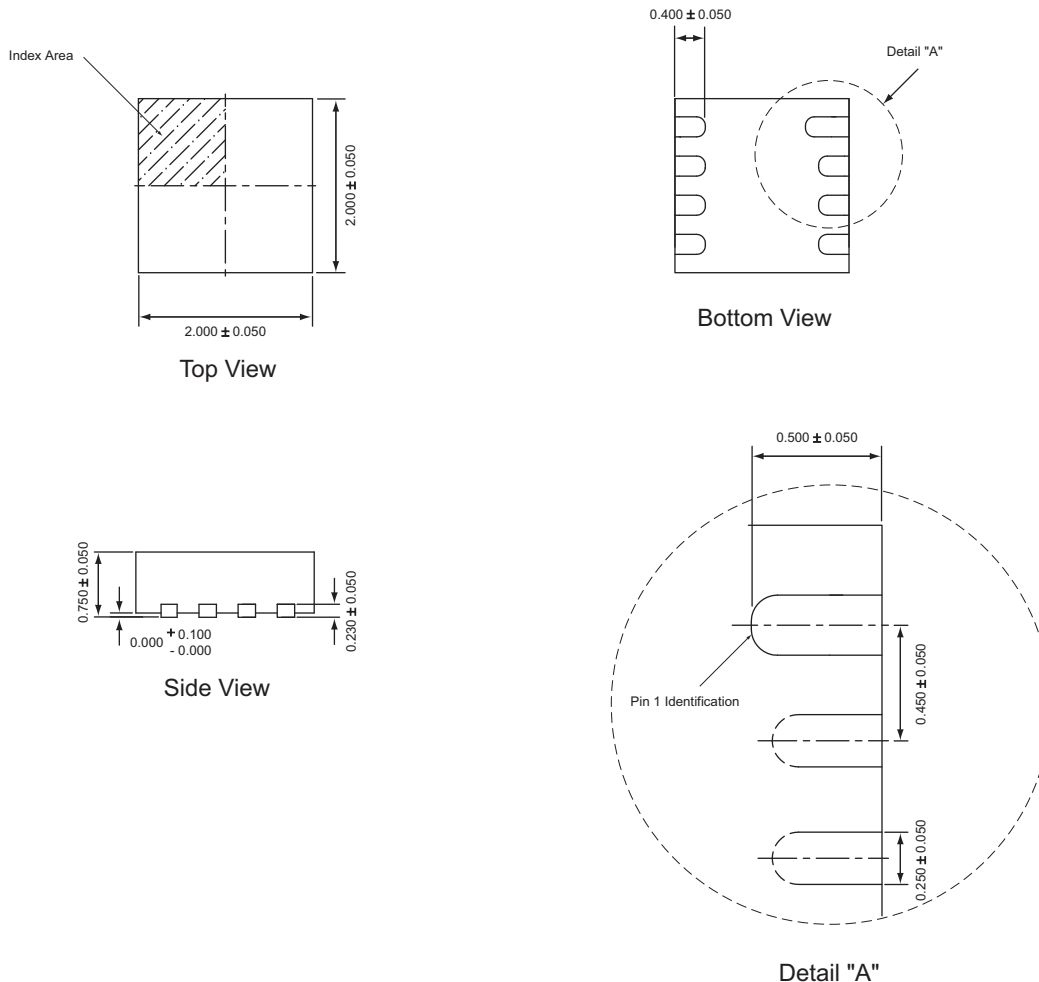 0.400 ± 0.050
Index Area
Detail "A"
2.000 ± 0.050
2.000 ± 0.050
Top View
Bottom View
0.750 ± 0.050
0.000 + 0.100
- 0.000
0.230 ± 0.050
Side View
0.500 ± 0.050
Pin 1 Identification
0.450 ± 0.050
0.250 ± 0.050
Detail "A"